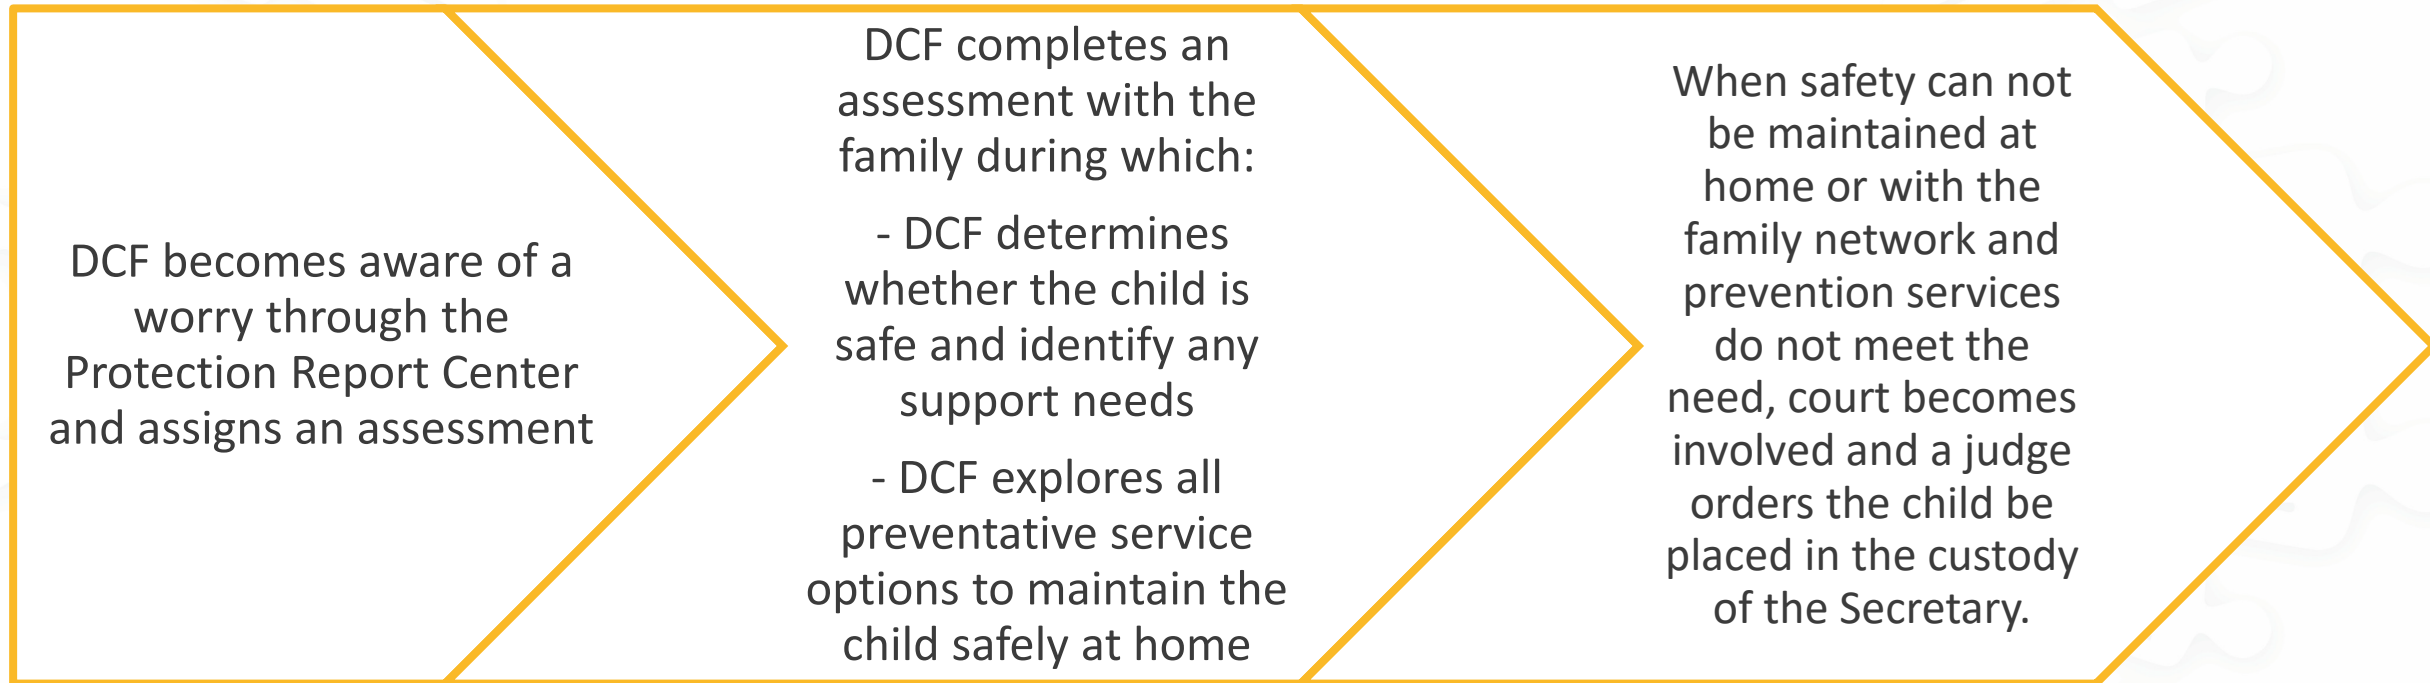 DCF becomes aware of a
worry through the
Protection Report Center
and assigns an assessment
DCF completes an
assessment with the
family during which:
- DCF determines
whether the child is
safe and identify any
support needs
- DCF explores all
preventative service
options to maintain the
child safely at home
When safety can not
be maintained at
home or with the
family network and
prevention services
do not meet the
need, court becomes
involved and a judge
orders the child be
placed in the custody
of the Secretary.